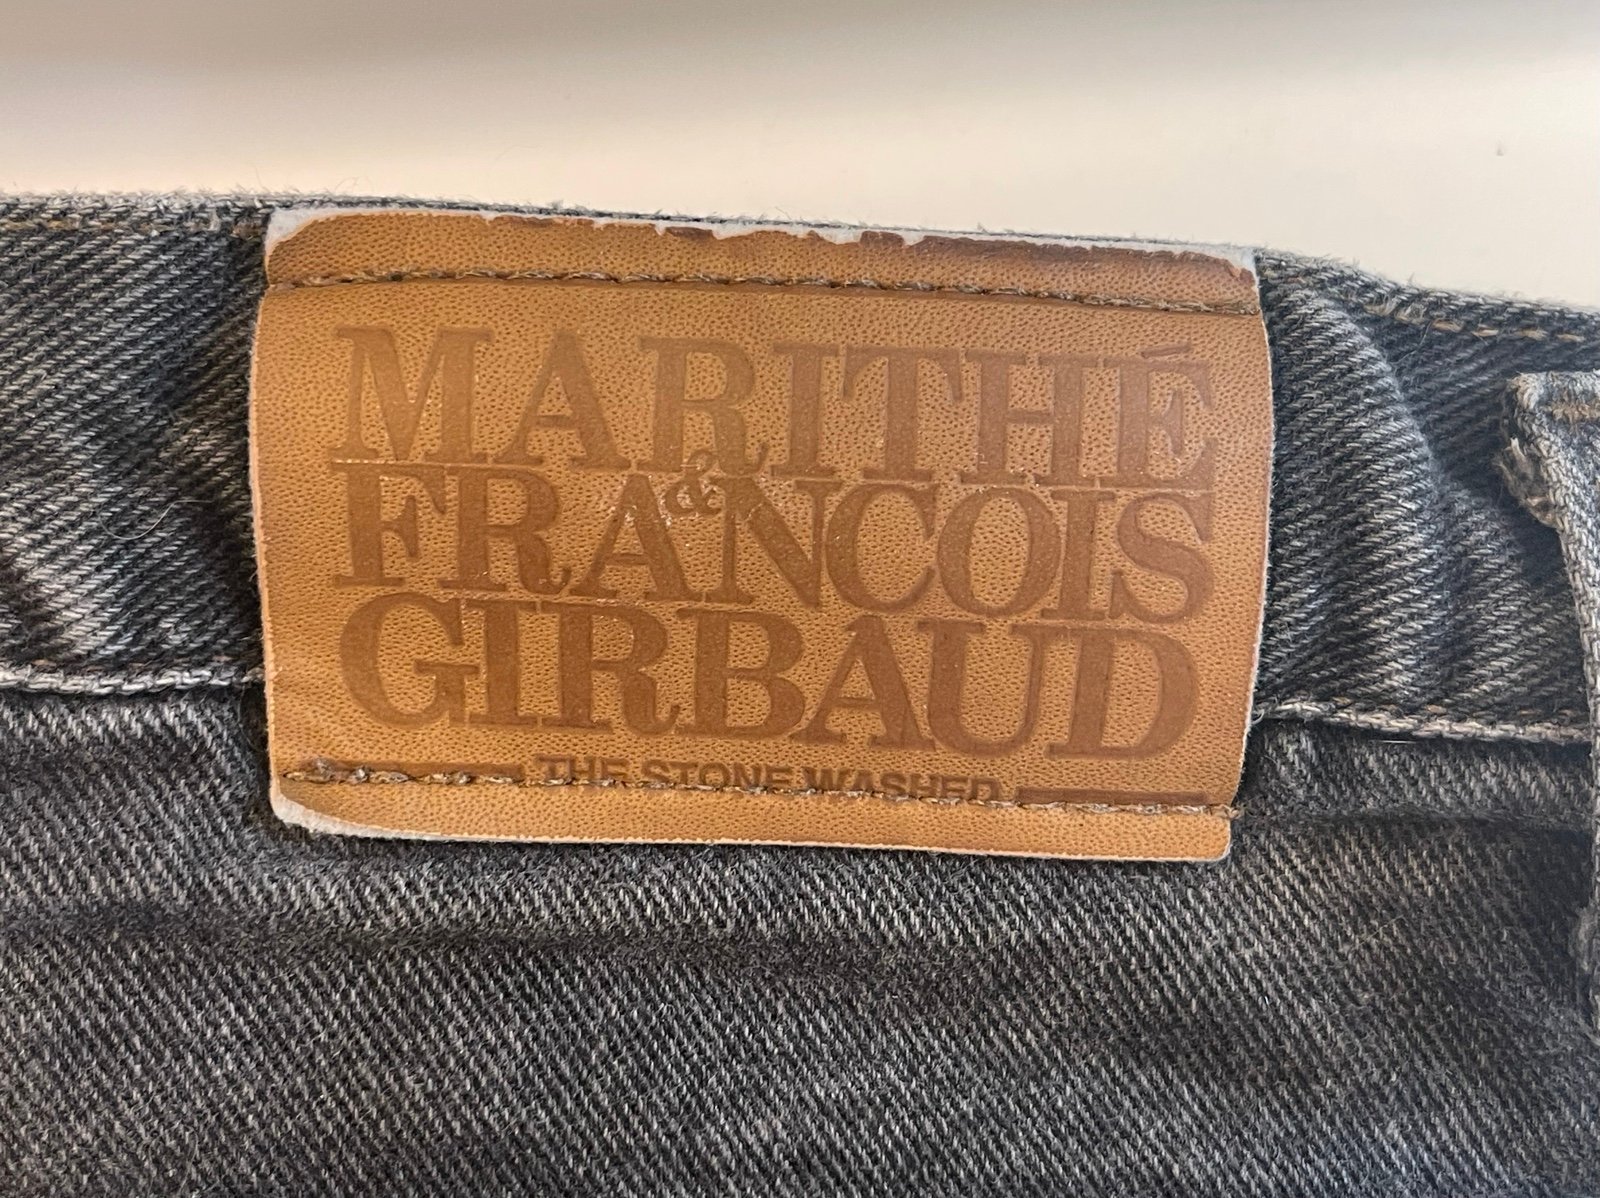 MARITHÉ
&
FRANCOIS
GIRBAUD
THE STONE WASHED